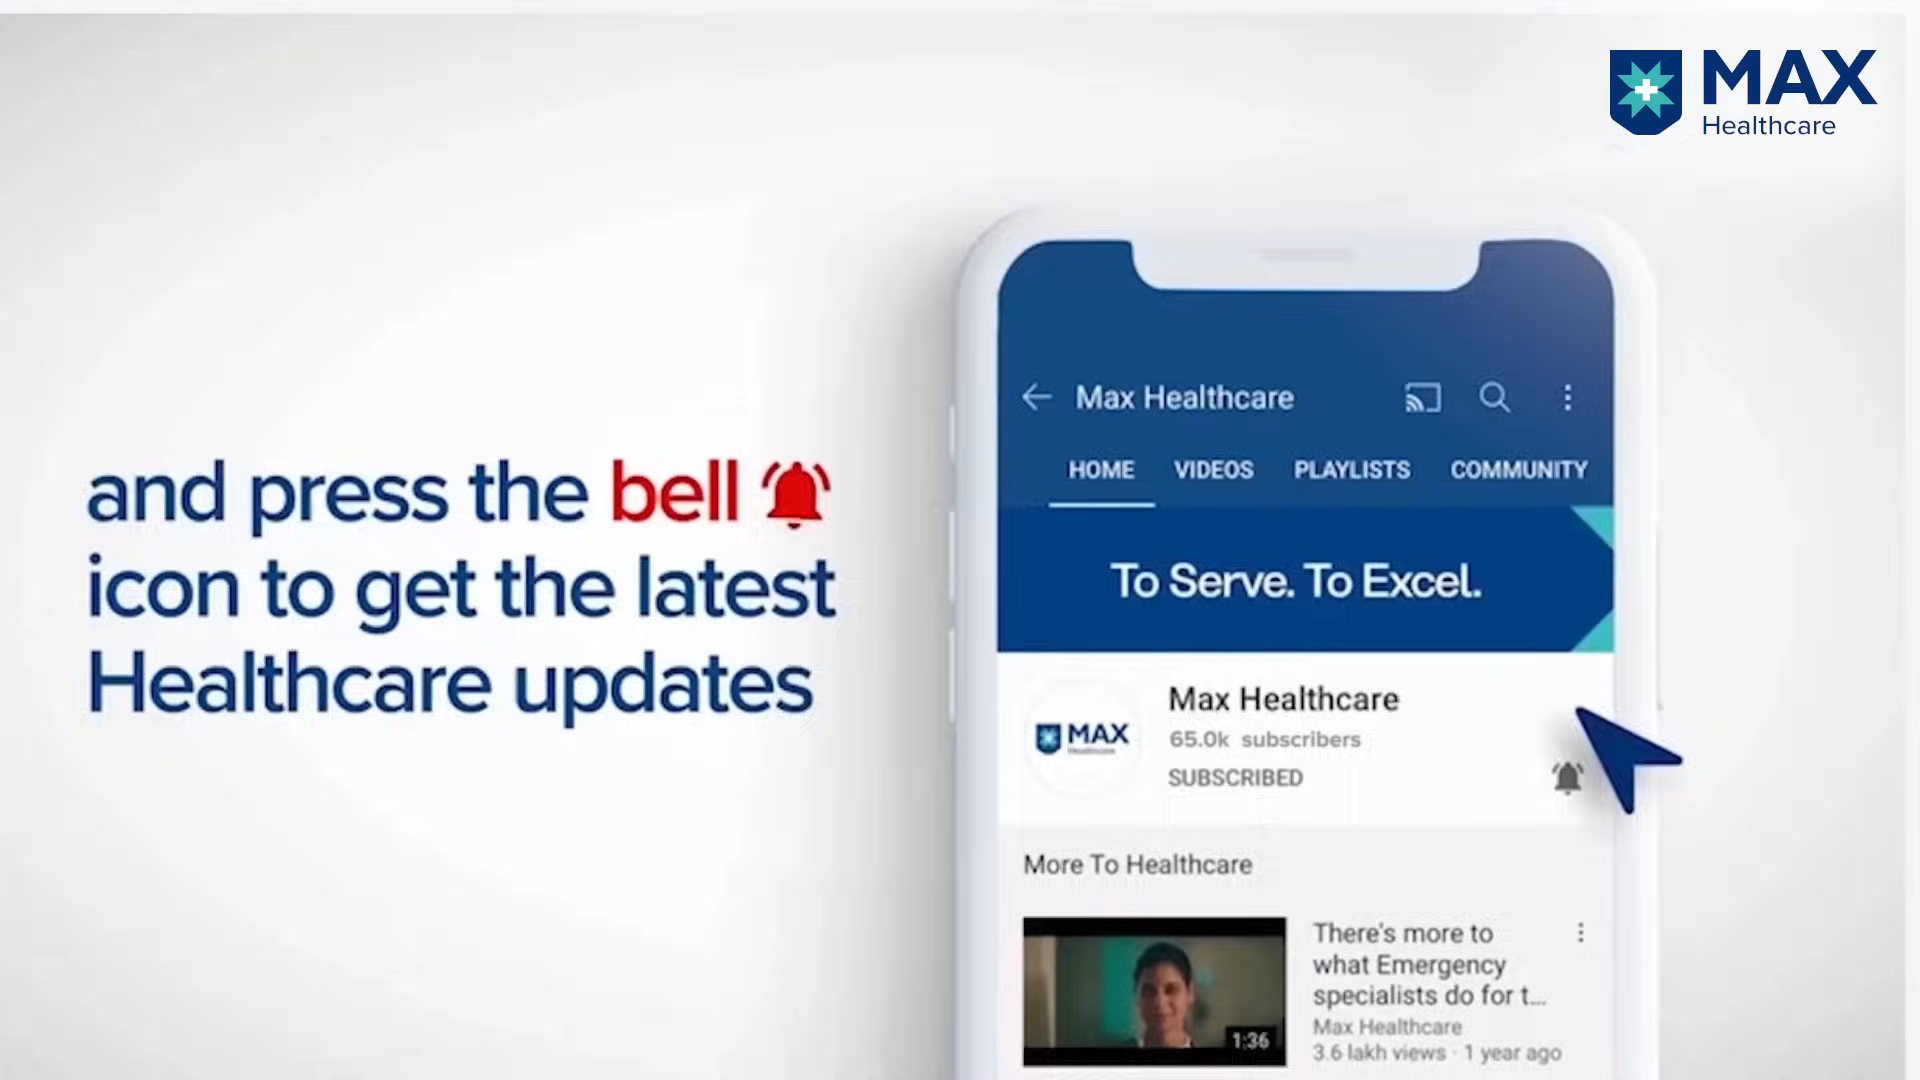 MAX
Healthcare
and press the bell
icon to get the latest
Healthcare updates
Max Healthcare
HOME VIDEOS PLAYLISTS COMMUNITY
To Serve. To Excel.
MAX
Healthcare
Max Healthcare
65.0k subscribers
SUBSCRIBED
More To Healthcare
1:36
There's more to
what Emergency
specialists do for t...
Max Healthcare
3.6 lakh views · 1 year ago